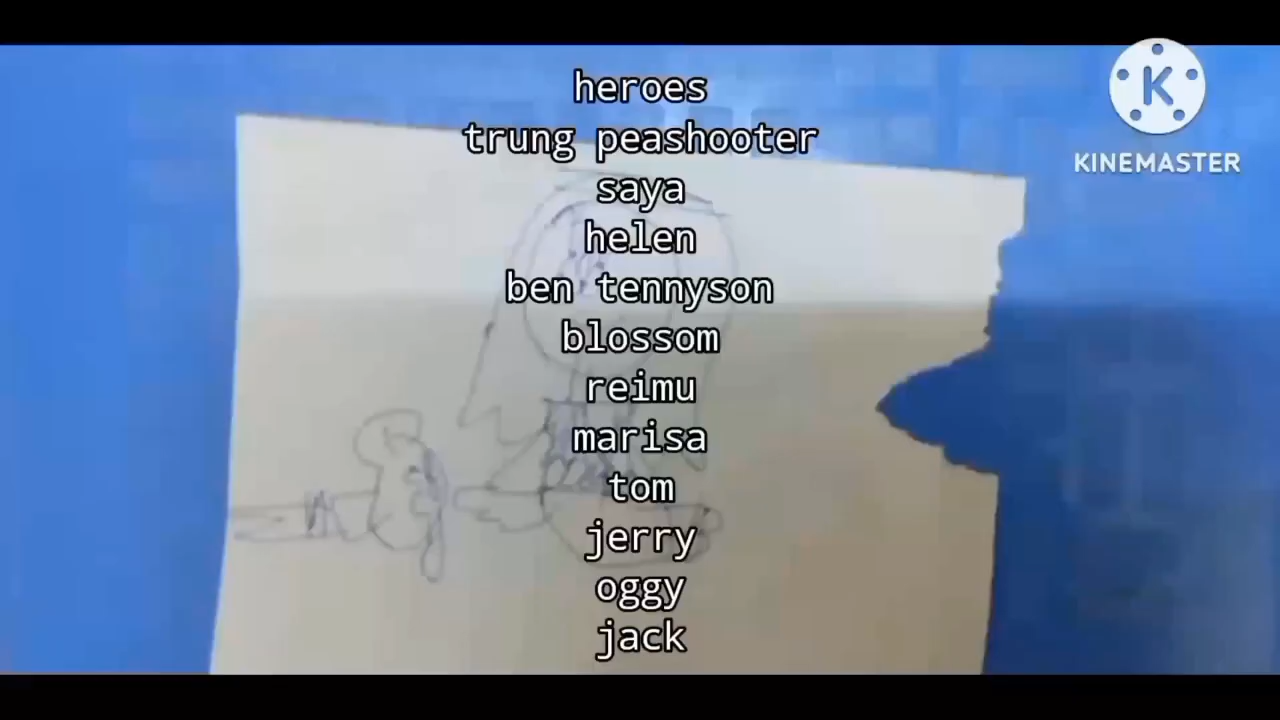 heroes
trung peashooter
saya
helen
ben tennyson
blossom
reimu
marisa
tom
jerry
oggy
jack
K
KINEMASTER